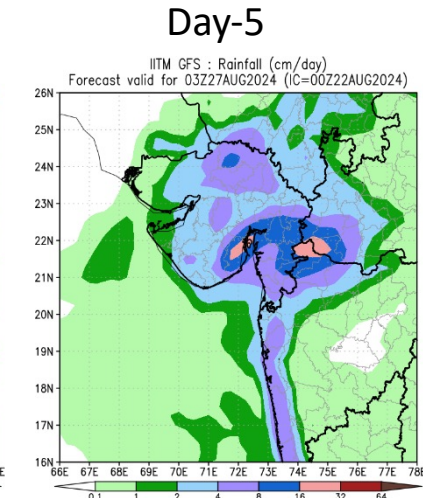 Day-5
IITM GFS : Rainfall (cm/day)
Forecast valid for 03Z27AUG2024 (IC=00Z22AUG2024)
26N
25N
24N
23N
22N
21N
20N
19N
18N
17N
16N
E 66E 67E 68E 69E 70E 71E 72E 73E 74E 75E 76E 77E 78E
0.1 1 2 4 8 16 32 64